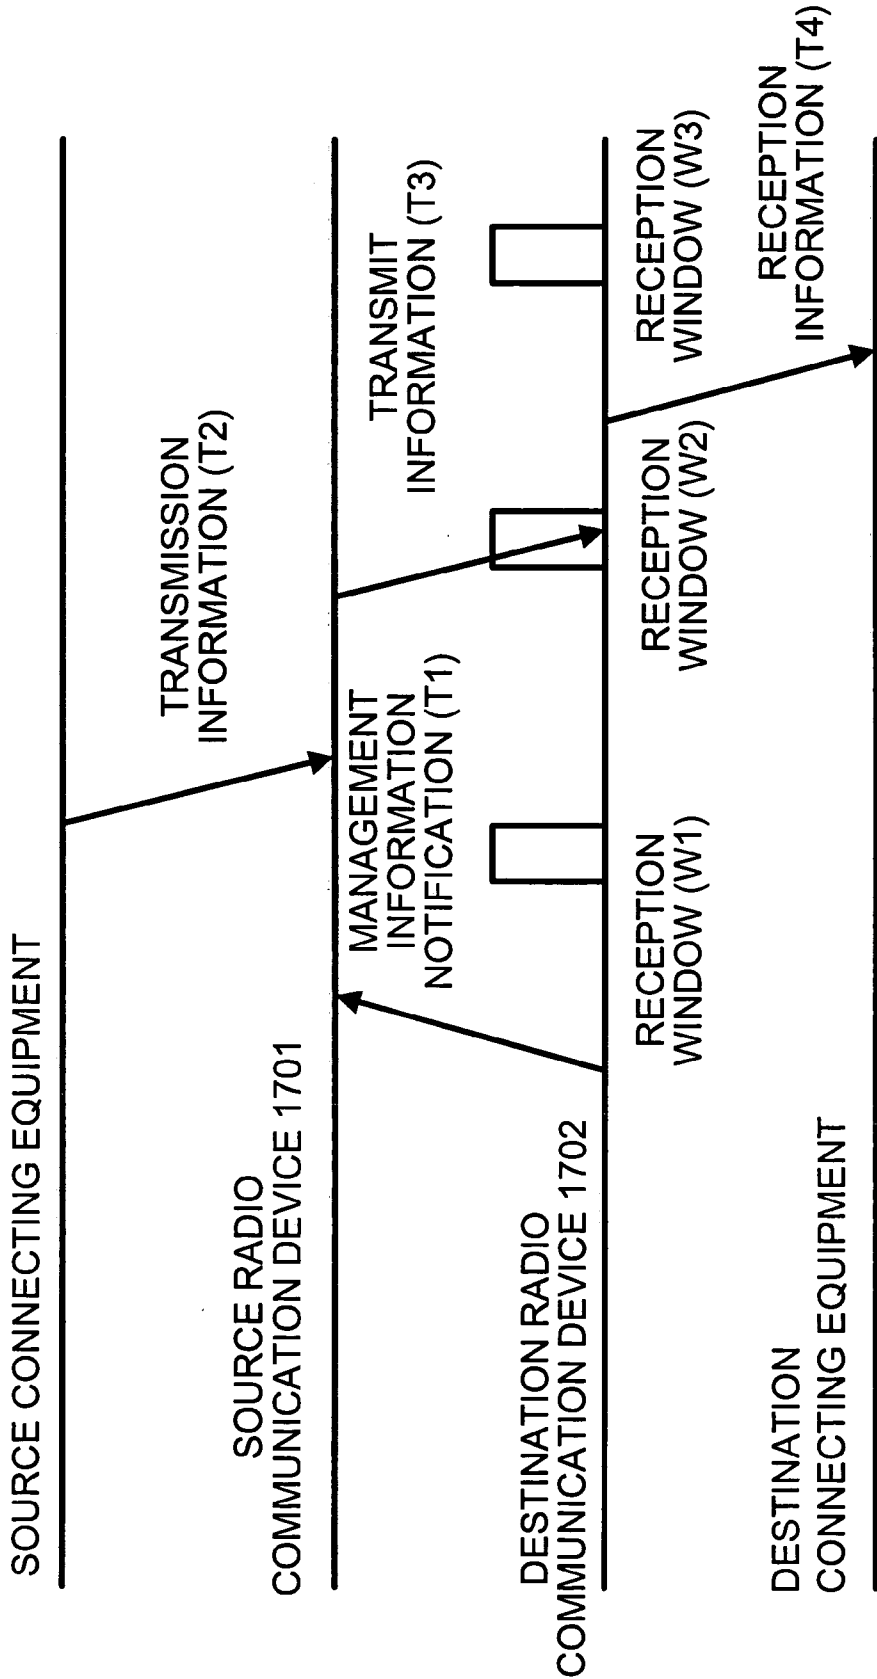 SOURCE CONNECTING EQUIPMENT
TRANSMISSION
INFORMATION (T2)
SOURCE RADIO
COMMUNICATION DEVICE 1701
MANAGEMENT
INFORMATION
NOTIFICATION (T1)
TRANSMIT
INFORMATION (T3)
DESTINATION RADIO
COMMUNICATION DEVICE 1702
RECEPTION
WINDOW (W1)
RECEPTION
WINDOW (W2)
RECEPTION
WINDOW (W3)
RECEPTION
INFORMATION (T4)
DESTINATION
CONNECTING EQUIPMENT